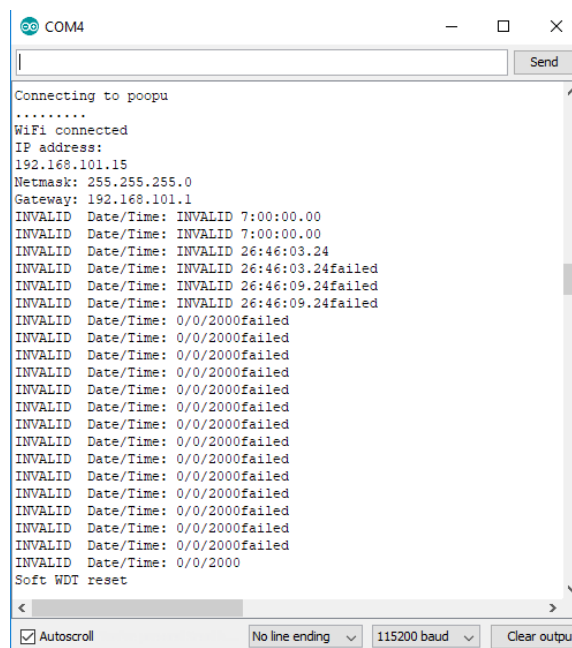 COM4
Send
Connecting to poopu
.........
WiFi connected
IP address:
192.168.101.15
Netmask: 255.255.255.0
Gateway: 192.168.101.1
INVALID  Date/Time: INVALID 7:00:00.00
INVALID  Date/Time: INVALID 7:00:00.00
INVALID  Date/Time: INVALID 26:46:03.24
INVALID  Date/Time: INVALID 26:46:03.24failed
INVALID  Date/Time: INVALID 26:46:09.24failed
INVALID  Date/Time: INVALID 26:46:09.24failed
INVALID  Date/Time: 0/0/2000failed
INVALID  Date/Time: 0/0/2000failed
INVALID  Date/Time: 0/0/2000failed
INVALID  Date/Time: 0/0/2000failed
INVALID  Date/Time: 0/0/2000failed
INVALID  Date/Time: 0/0/2000failed
INVALID  Date/Time: 0/0/2000failed
INVALID  Date/Time: 0/0/2000failed
INVALID  Date/Time: 0/0/2000failed
INVALID  Date/Time: 0/0/2000failed
INVALID  Date/Time: 0/0/2000failed
INVALID  Date/Time: 0/0/2000failed
INVALID  Date/Time: 0/0/2000failed
INVALID  Date/Time: 0/0/2000failed
INVALID  Date/Time: 0/0/2000
Soft WDT reset
Autoscroll No line ending 115200 baud Clear outpu